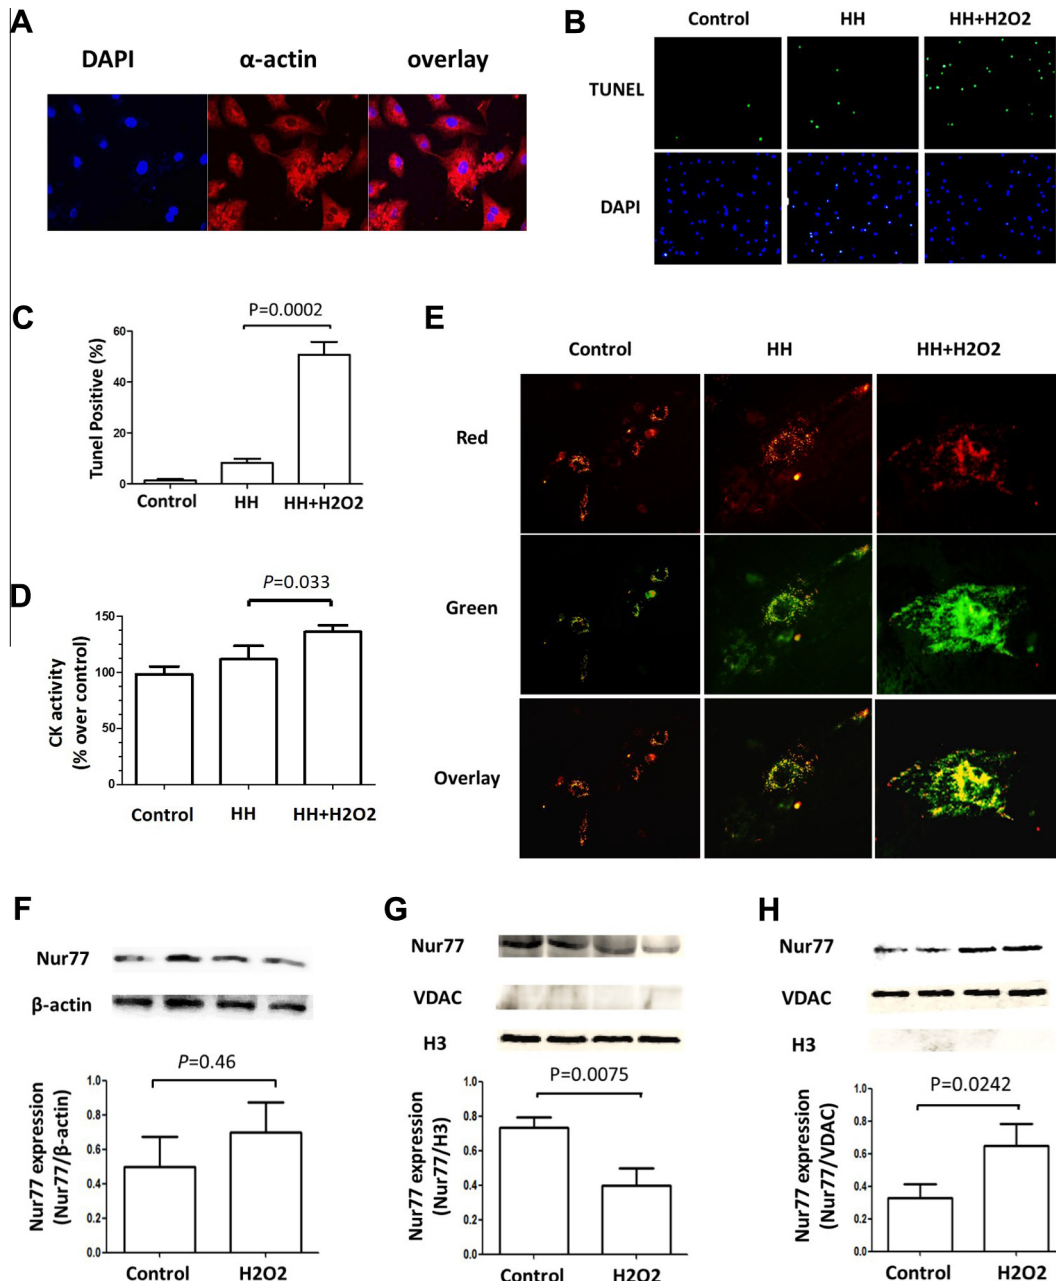 A
DAPI α-actin overlay
B
Control HH HH+H2O2
TUNEL
DAPI
C
P=0.0002
Tunel Positive (%)
60
40
20
0
Control HH HH+H2O2
D
P=0.033
CK activity
(% over control)
150
100
50
0
Control HH HH+H2O2
E
Control HH HH+H2O2
Red
Green
Overlay
F
Nur77
β-actin
P=0.46
Nur77 expression
(Nur77/β-actin)
1.0
0.8
0.6
0.4
0.2
0.0
Control H2O2
G
Nur77
VDAC
H3
P=0.0075
Nur77 expression
(Nur77/H3)
1.0
0.8
0.6
0.4
0.2
0.0
Control H2O2
H
Nur77
VDAC
H3
P=0.0242
Nur77 expression
(Nur77/VDAC)
1.0
0.8
0.6
0.4
0.2
0.0
Control H2O2